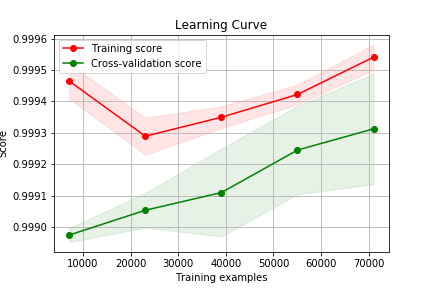 Learning Curve
Training score
Cross-validation score
0.9996
0.9995
0.9994
0.9993
0.9992
0.9991
0.9990
Score
10000 20000 30000 40000 50000 60000 70000
Training examples